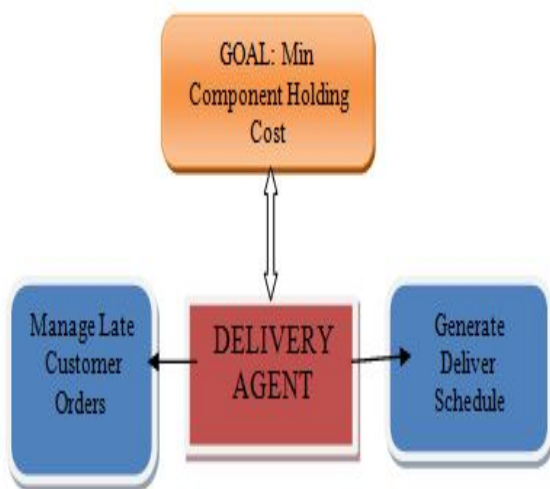 GOAL: Min
Component Holding
Cost
Manage Late
Customer
Orders
DELIVERY
AGENT
Generate
Deliver
Schedule